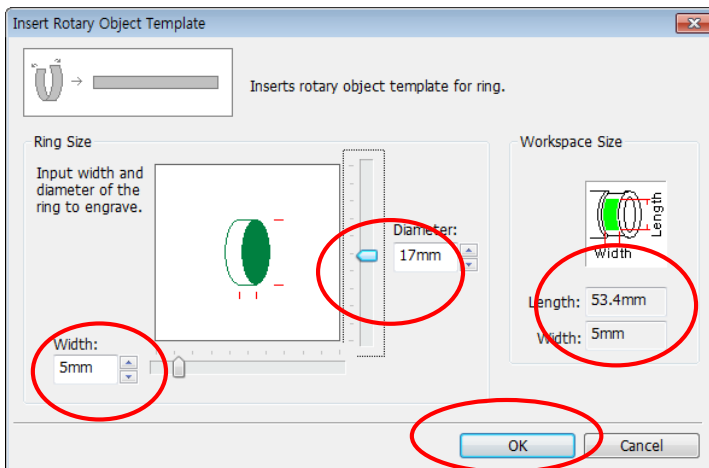 Insert Rotary Object Template
Inserts rotary object template for ring.
Ring Size
Input width and
diameter of the
ring to engrave.
Diameter:
17mm
Width:
5mm
Workspace Size
Length
Width
Length: 53.4mm
Width: 5mm
OK
Cancel